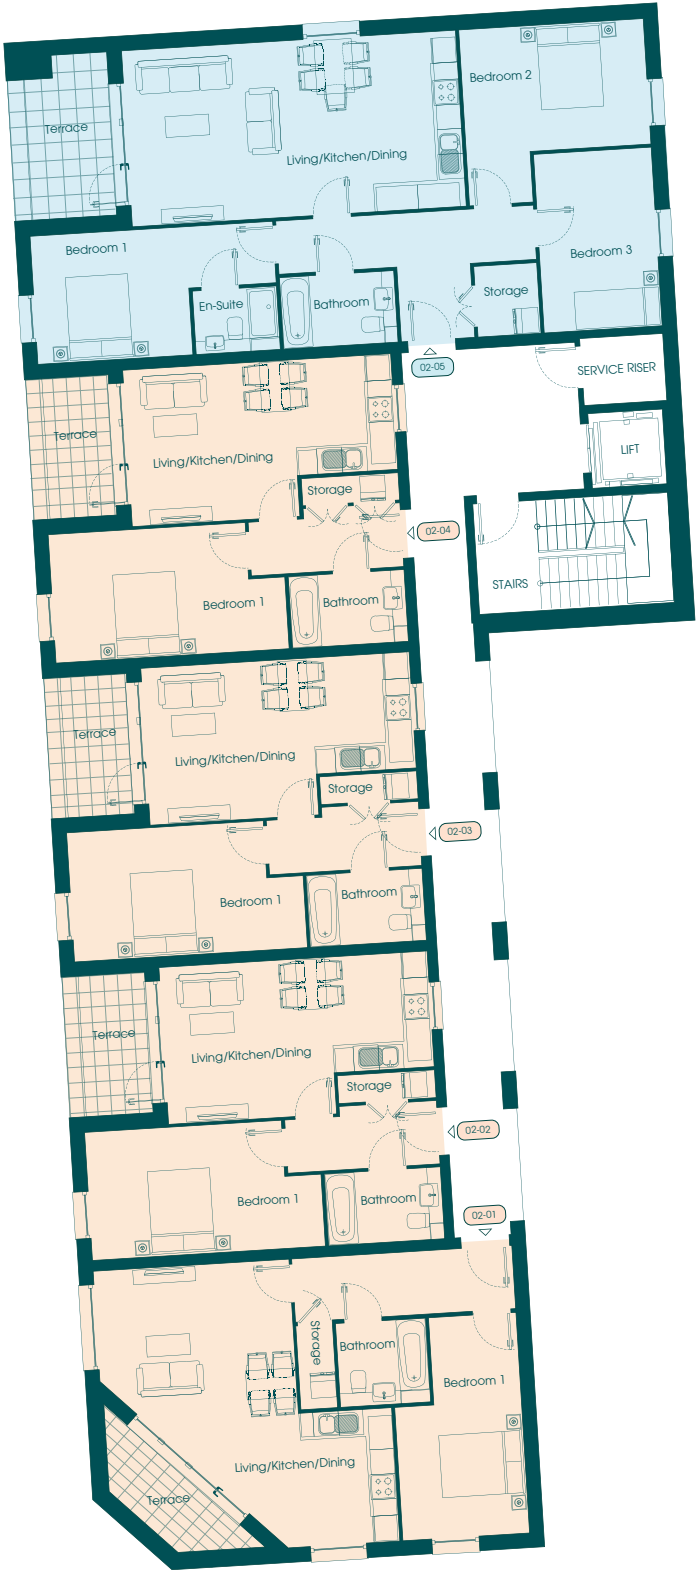 Bedroom 2
Terrace
Living/Kitchen/Dining
Bedroom 1
Bedroom 3
En-Suite
Bathroom
Storage
02-05
SERVICE RISER
Terrace
Living/Kitchen/Dining
LIFT
Storage
02-04
STAIRS
Bedroom 1
Bathroom
Terrace
Living/Kitchen/Dining
Storage
02-03
Bedroom 1
Bathroom
Terrace
Living/Kitchen/Dining
Storage
02-02
Bedroom 1
Bathroom
02-01
Storage
Bathroom
Bedroom 1
Living/Kitchen/Dining
Terrace